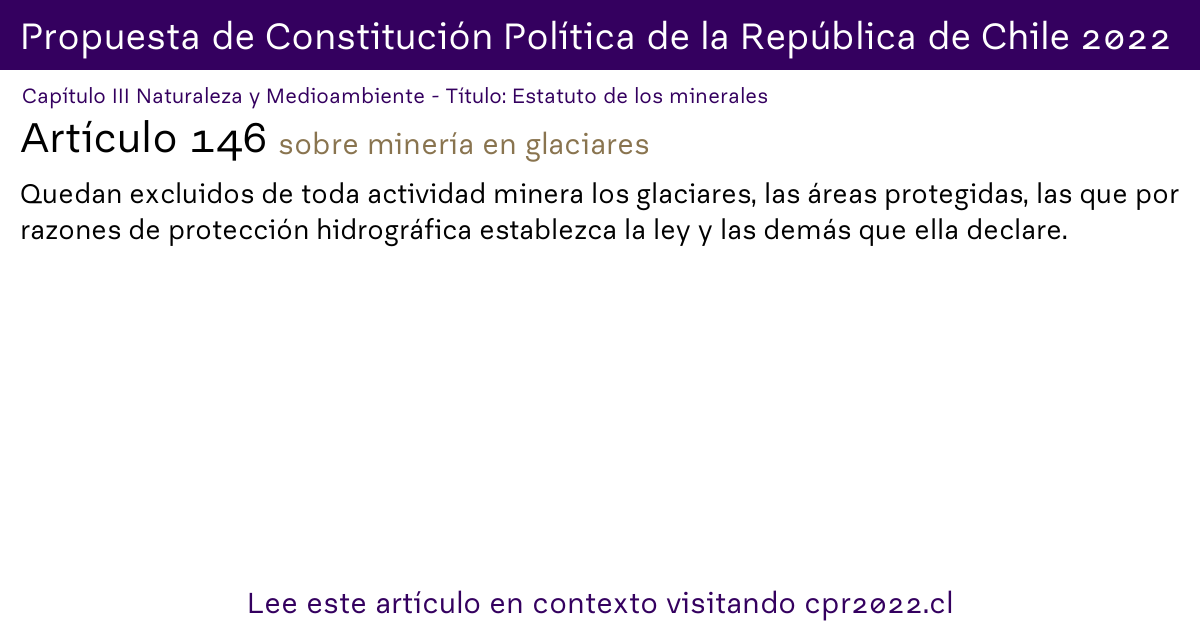 Propuesta de Constitución Política de la República de Chile 2022
Capítulo III Naturaleza y Medioambiente - Título: Estatuto de los minerales
Artículo 146 sobre minería en glaciares
Quedan excluidos de toda actividad minera los glaciares, las áreas protegidas, las que por
razones de protección hidrográfica establezca la ley y las demás que ella declare.
Lee este artículo en contexto visitando cpr2022.cl